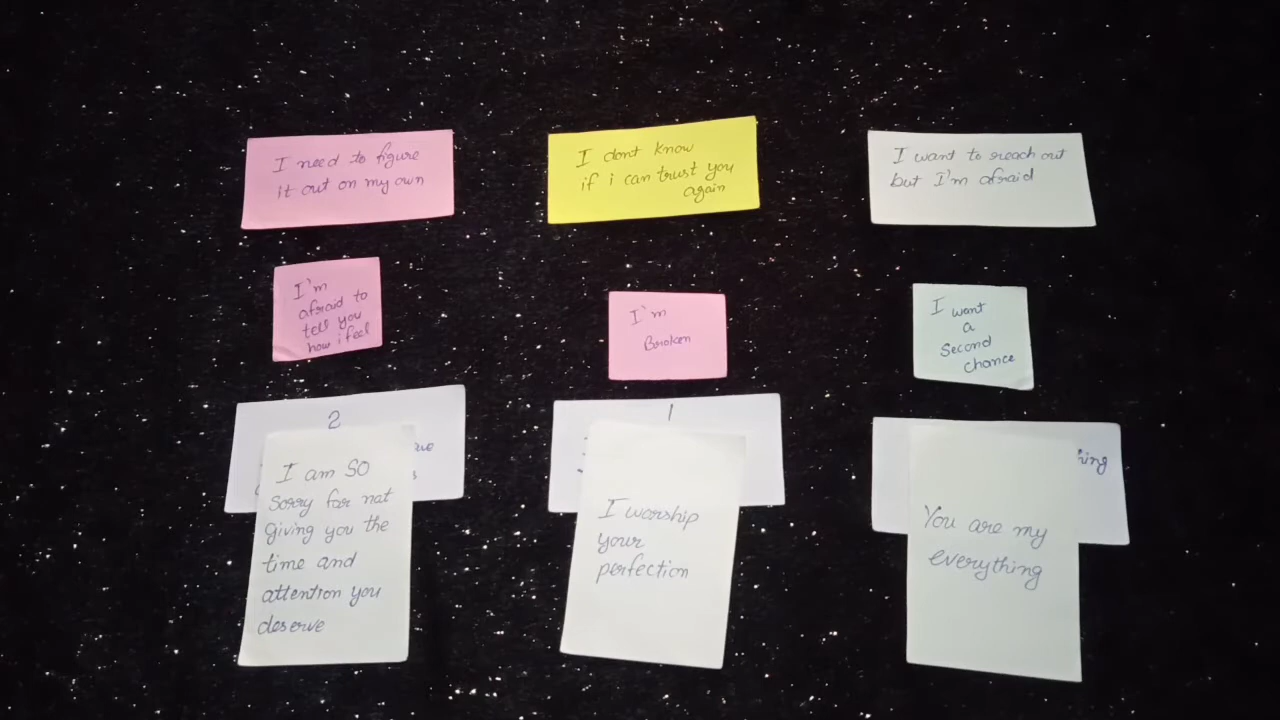 I need to figure
it out on my own
I dont know
if i can trust you
again
I want to reach out
but I'm afraid
I'm
afraid to
tell you
how i feel
I'm
Broken
I want
a
Second
chance
2
I am SO
Sorry for not
giving you the
time and
attention you
deserve
1
I worship
your
perfection
You are my
everything